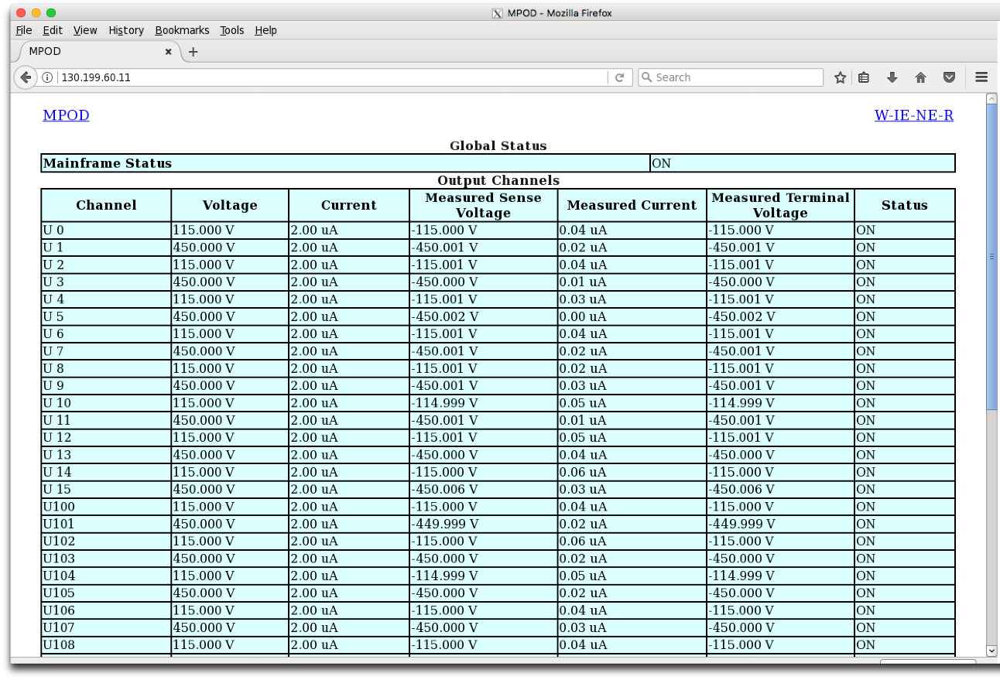 MPOD - Mozilla Firefox
File Edit View History Bookmarks Tools Help
MPOD
130.199.60.11 Search
MPOD W-IE-NE-R
Global Status
Mainframe Status ON
Output Channels
Channel Voltage Current Measured Sense Voltage Measured Current Measured Terminal Voltage Status
U 0 115.000 V 2.00 uA -115.000 V 0.04 uA -115.000 V ON
U 1 450.000 V 2.00 uA -450.001 V 0.02 uA -450.001 V ON
U 2 115.000 V 2.00 uA -115.001 V 0.04 uA -115.001 V ON
U 3 450.000 V 2.00 uA -450.000 V 0.01 uA -450.000 V ON
U 4 115.000 V 2.00 uA -115.001 V 0.03 uA -115.001 V ON
U 5 450.000 V 2.00 uA -450.002 V 0.00 uA -450.002 V ON
U 6 115.000 V 2.00 uA -115.001 V 0.04 uA -115.001 V ON
U 7 450.000 V 2.00 uA -450.001 V 0.02 uA -450.001 V ON
U 8 115.000 V 2.00 uA -115.001 V 0.02 uA -115.001 V ON
U 9 450.000 V 2.00 uA -450.001 V 0.03 uA -450.001 V ON
U 10 115.000 V 2.00 uA -114.999 V 0.05 uA -114.999 V ON
U 11 450.000 V 2.00 uA -450.001 V 0.01 uA -450.001 V ON
U 12 115.000 V 2.00 uA -115.001 V 0.05 uA -115.001 V ON
U 13 450.000 V 2.00 uA -450.000 V 0.04 uA -450.000 V ON
U 14 115.000 V 2.00 uA -115.000 V 0.06 uA -115.000 V ON
U 15 450.000 V 2.00 uA -450.006 V 0.03 uA -450.006 V ON
U100 115.000 V 2.00 uA -115.000 V 0.04 uA -115.000 V ON
U101 450.000 V 2.00 uA -449.999 V 0.02 uA -449.999 V ON
U102 115.000 V 2.00 uA -115.000 V 0.06 uA -115.000 V ON
U103 450.000 V 2.00 uA -450.000 V 0.02 uA -450.000 V ON
U104 115.000 V 2.00 uA -114.999 V 0.05 uA -114.999 V ON
U105 450.000 V 2.00 uA -450.000 V 0.02 uA -450.000 V ON
U106 115.000 V 2.00 uA -115.000 V 0.04 uA -115.000 V ON
U107 450.000 V 2.00 uA -450.000 V 0.03 uA -450.000 V ON
U108 115.000 V 2.00 uA -115.000 V 0.04 uA -115.000 V ON